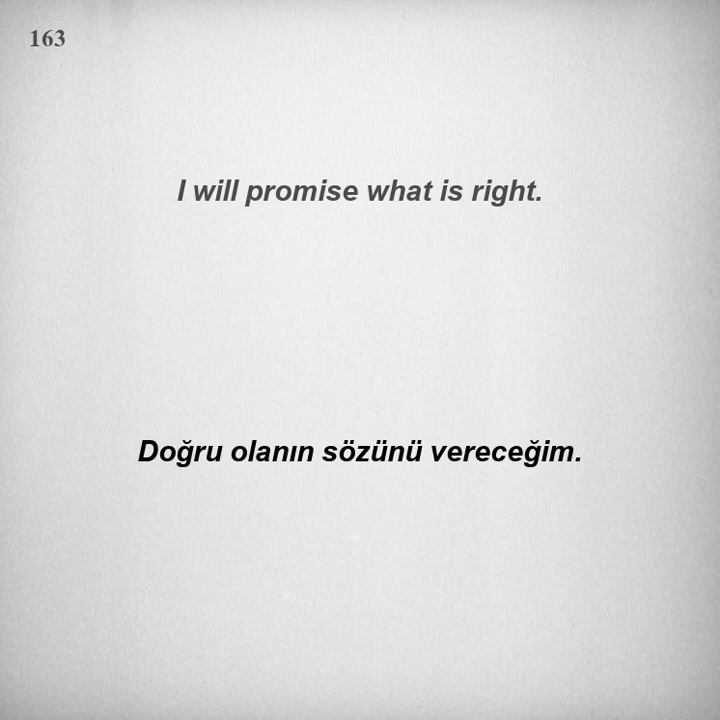 163
I will promise what is right.
Doğru olanın sözünü vereceğim.